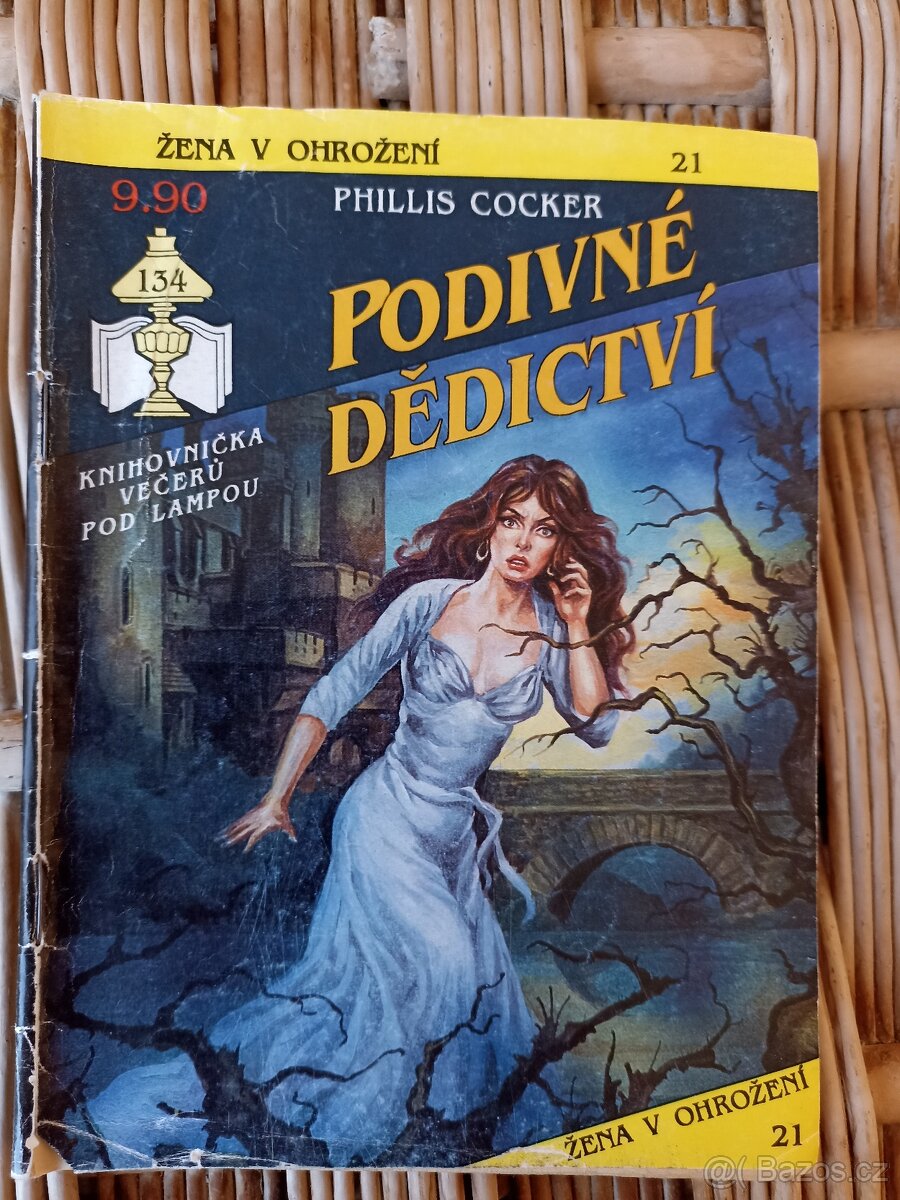 ŽENA V OHROŽENÍ 21
9.90
PHILLIS COCKER
134
PODIVNÉ
DĚDICTVÍ
KNIHOVNIČKA
VEČERŮ
POD LAMPOU
ŽENA V OHROŽENÍ
21
@( Bazos.cz